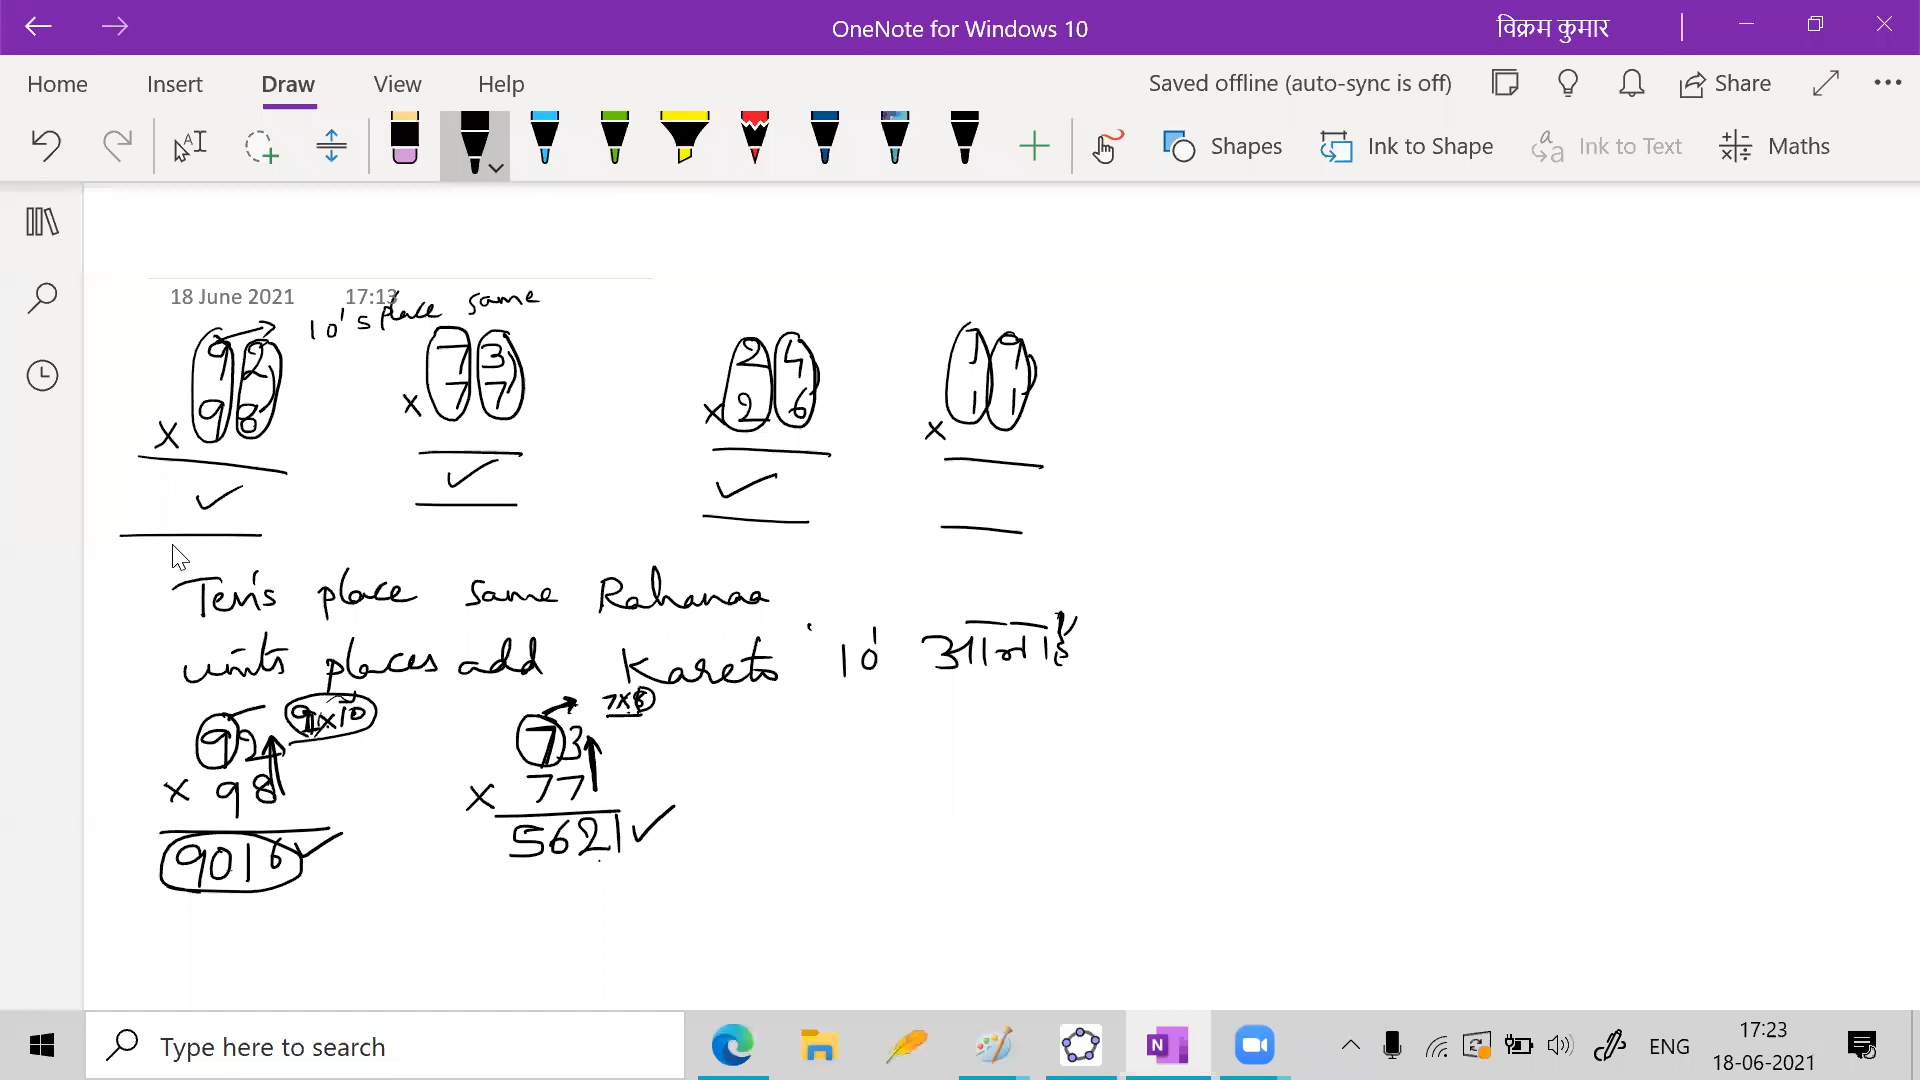 OneNote for Windows 10
विक्रम कुमार
Home Insert Draw View Help
Saved offline (auto-sync is off) Share
Shapes Ink to Shape Ink to Text Maths
18 June 2021 17:13
10's place same
92 73 24 19
× 98 × 77 × 26 × 11
Ten's place same Rahanaa
units places add Kareto '10' आता है
9×10 7×8
92 73
× 98 × 77
9016 5621
Type here to search
N
ENG
17:23
18-06-2021